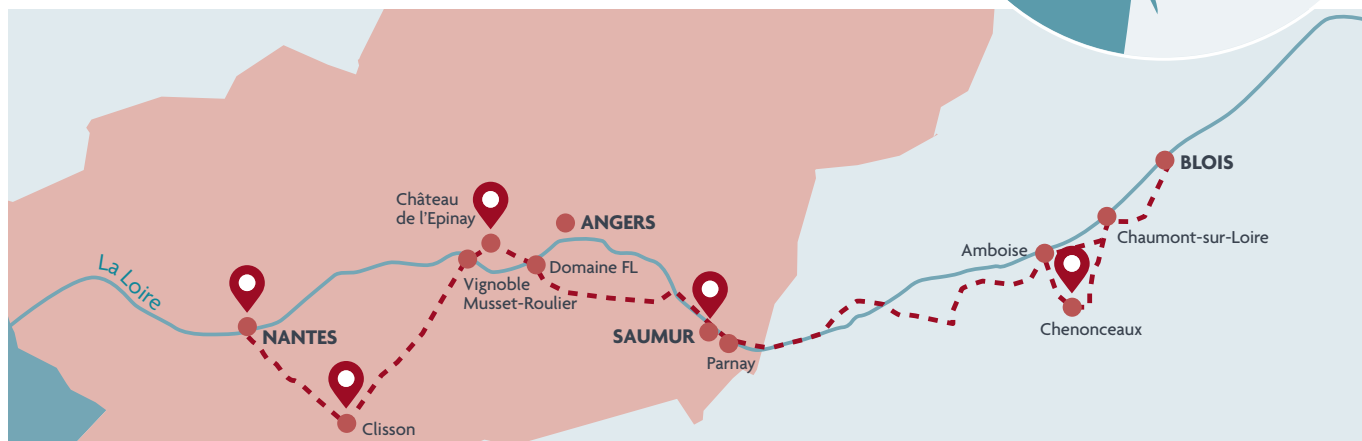 La Loire
NANTES
Clisson
Château
de l'Epinay
Vignoble
Musset-Roulier
ANGERS
Domaine FL
SAUMUR
Parnay
Amboise
Chenonceaux
Chaumont-sur-Loire
BLOIS